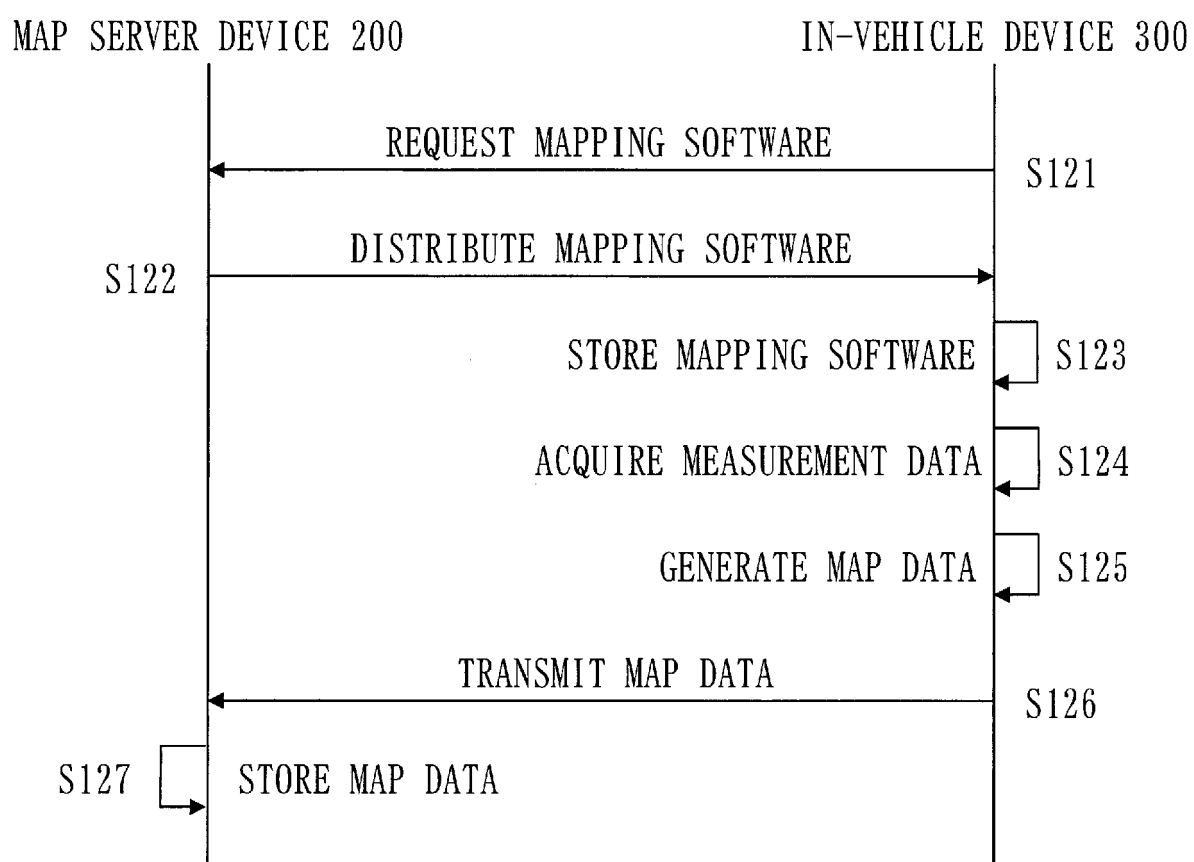 MAP SERVER DEVICE 200
IN-VEHICLE DEVICE 300
REQUEST MAPPING SOFTWARE
S121
DISTRIBUTE MAPPING SOFTWARE
S122
STORE MAPPING SOFTWARE
S123
ACQUIRE MEASUREMENT DATA
S124
GENERATE MAP DATA
S125
TRANSMIT MAP DATA
S126
S127
STORE MAP DATA